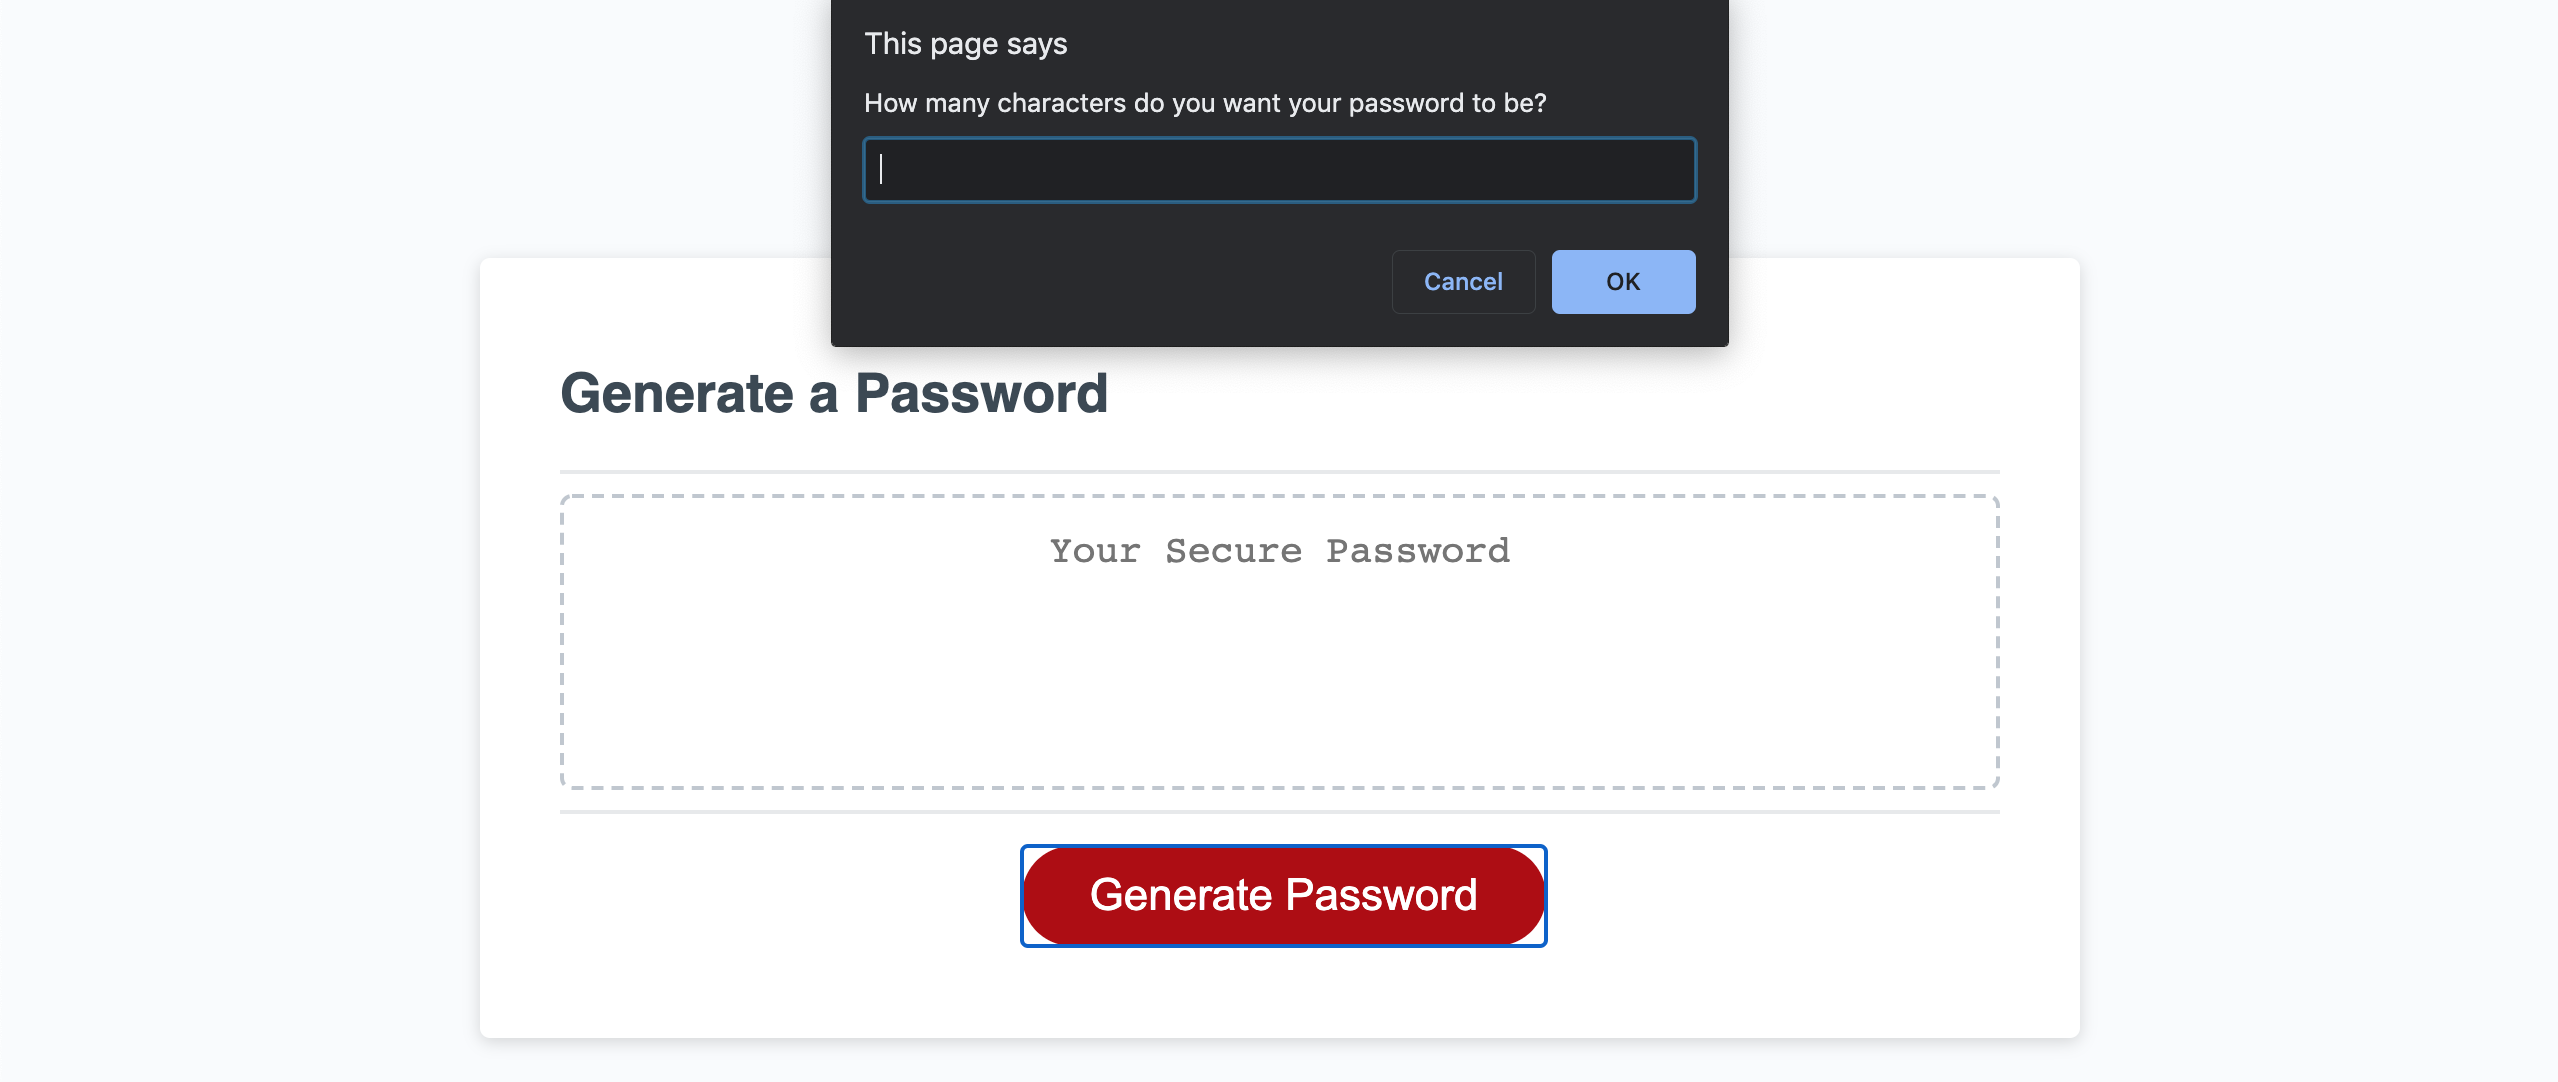 This page says
How many characters do you want your password to be?
Cancel OK
Generate a Password
Your Secure Password
Generate Password